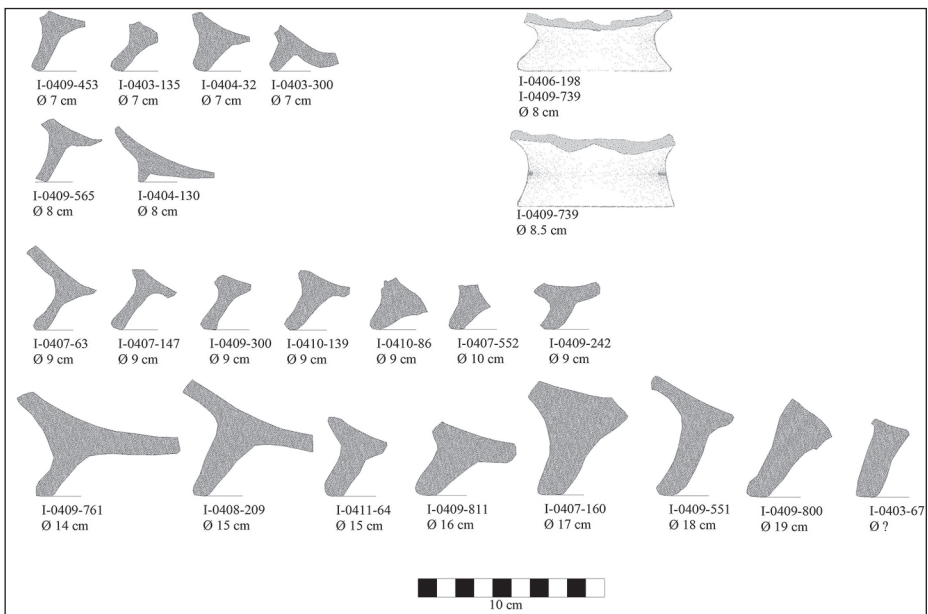 I-0409-453
Ø 7 cm
I-0403-135
Ø 7 cm
I-0404-32
Ø 7 cm
I-0403-300
Ø 7 cm
I-0406-198
I-0409-739
Ø 8 cm
I-0409-565
Ø 8 cm
I-0404-130
Ø 8 cm
I-0409-739
Ø 8.5 cm
I-0407-63
Ø 9 cm
I-0407-147
Ø 9 cm
I-0409-300
Ø 9 cm
I-0410-139
Ø 9 cm
I-0410-86
Ø 9 cm
I-0407-552
Ø 10 cm
I-0409-242
Ø 9 cm
I-0409-761
Ø 14 cm
I-0408-209
Ø 15 cm
I-0411-64
Ø 15 cm
I-0409-811
Ø 16 cm
I-0407-160
Ø 17 cm
I-0409-551
Ø 18 cm
I-0409-800
Ø 19 cm
I-0403-67
Ø ?
10 cm